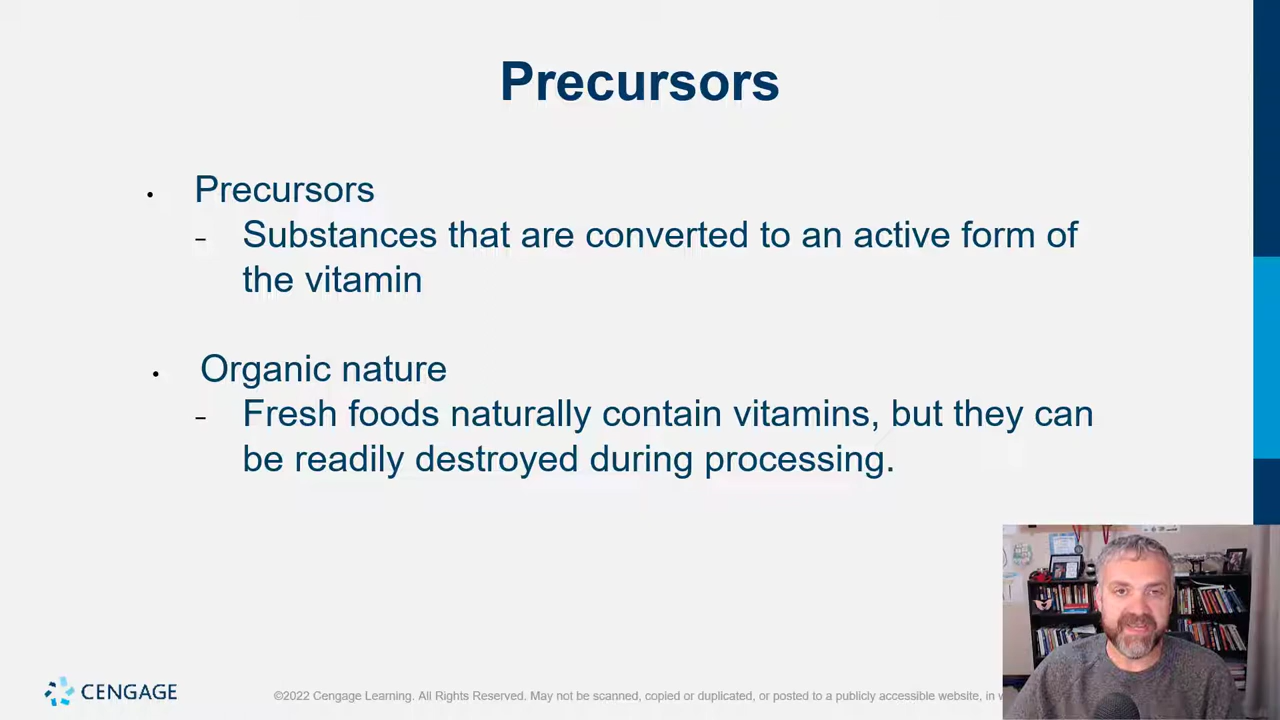 Precursors
• Precursors
– Substances that are converted to an active form of
the vitamin
• Organic nature
– Fresh foods naturally contain vitamins, but they can
be readily destroyed during processing.
CENGAGE
©2022 Cengage Learning. All Rights Reserved. May not be scanned, copied or duplicated, or posted to a publicly accessible website, in